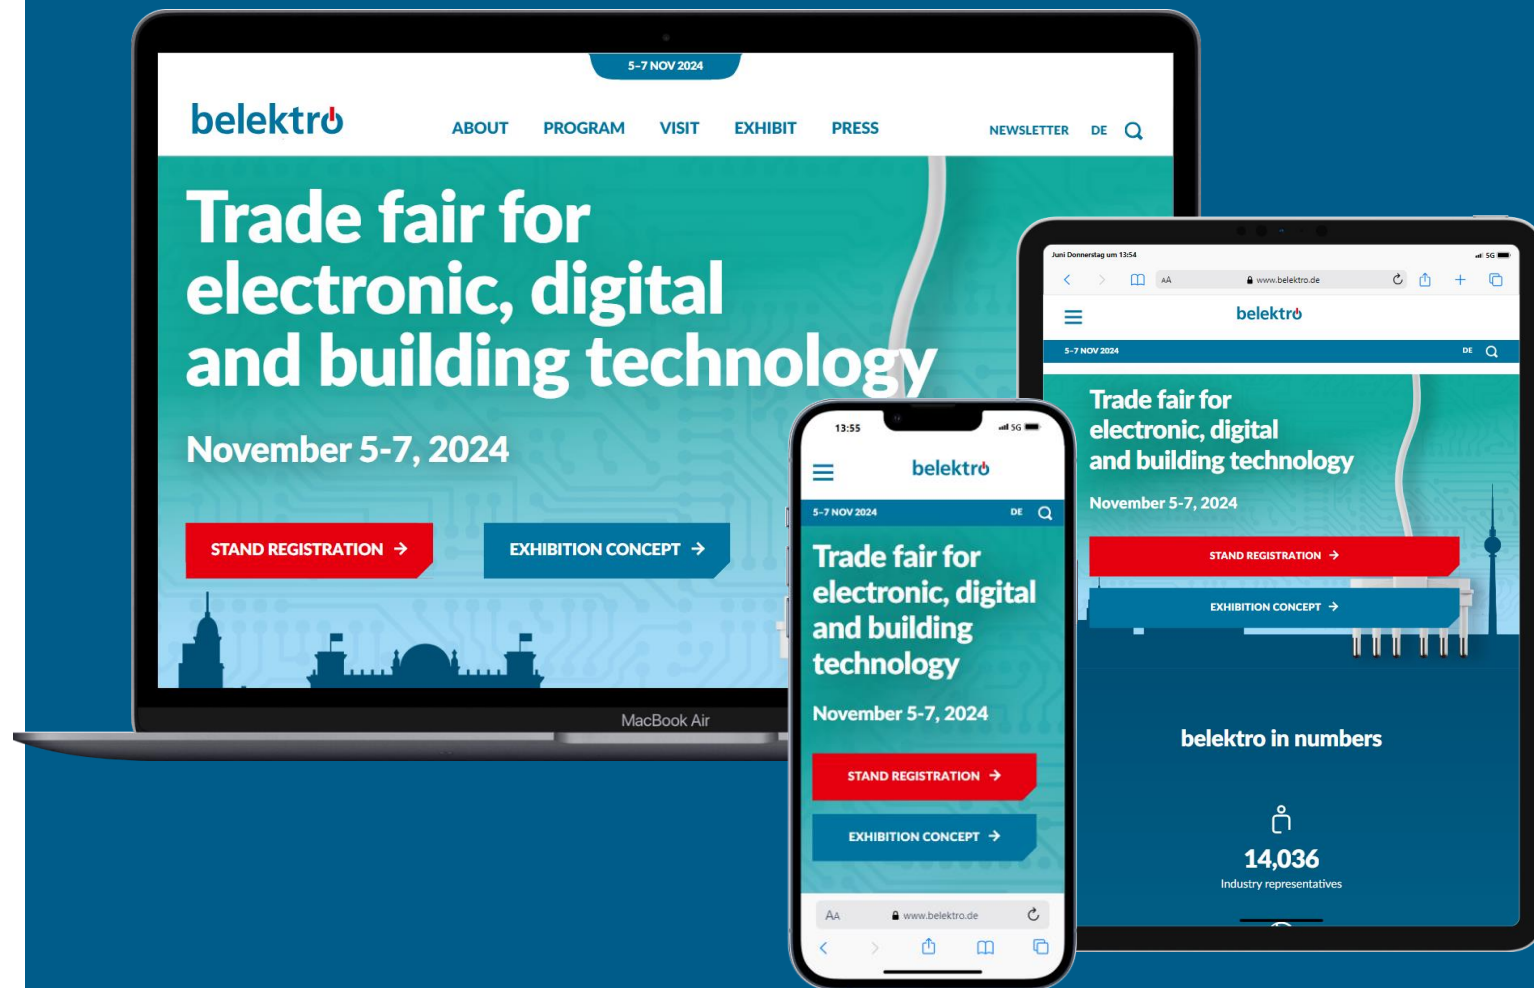 5–7 NOV 2024
belektro
ABOUT PROGRAM VISIT EXHIBIT PRESS NEWSLETTER DE
Trade fair for
electronic, digital
and building technology
November 5-7, 2024
STAND REGISTRATION →
EXHIBITION CONCEPT →
MacBook Air
13:55
5G
belektro
5–7 NOV 2024 DE
Trade fair for
electronic, digital
and building
technology
November 5-7, 2024
STAND REGISTRATION →
EXHIBITION CONCEPT →
AA www.belektro.de
Juni Donnerstag um 13:54
5G
AA www.belektro.de
belektro
5–7 NOV 2024 DE
Trade fair for
electronic, digital
and building technology
November 5-7, 2024
STAND REGISTRATION →
EXHIBITION CONCEPT →
belektro in numbers
14,036
Industry representatives